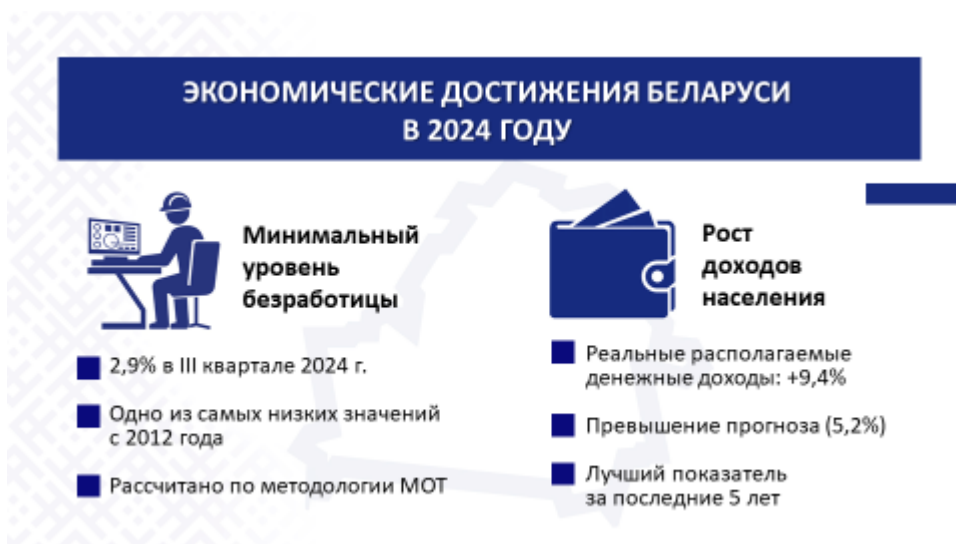 ЭКОНОМИЧЕСКИЕ ДОСТИЖЕНИЯ БЕЛАРУСИ
В 2024 ГОДУ
Минимальный
уровень
безработицы
2,9% в III квартале 2024 г.
Одно из самых низких значений
с 2012 года
Рассчитано по методологии МОТ
Рост
доходов
населения
Реальные располагаемые
денежные доходы: +9,4%
Превышение прогноза (5,2%)
Лучший показатель
за последние 5 лет